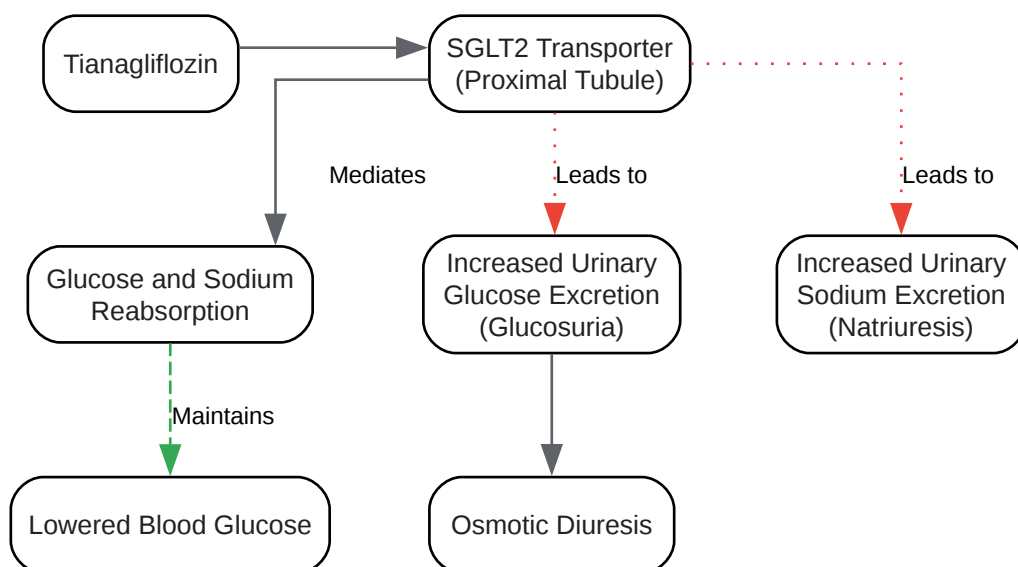 Tianagliflozin
SGLT2 Transporter
(Proximal Tubule)
Mediates
Leads to
Leads to
Glucose and Sodium
Reabsorption
Increased Urinary
Glucose Excretion
(Glucosuria)
Increased Urinary
Sodium Excretion
(Natriuresis)
Maintains
Lowered Blood Glucose
Osmotic Diuresis